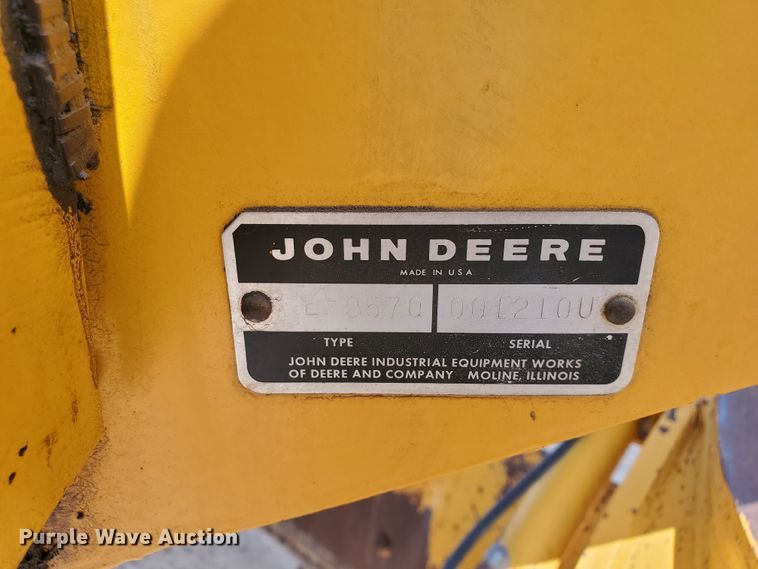 JOHN DEERE
MADE IN U.S.A.
001210U
TYPE SERIAL
JOHN DEERE INDUSTRIAL EQUIPMENT WORKS
OF DEERE AND COMPANY MOLINE, ILLINOIS
Purple Wave Auction